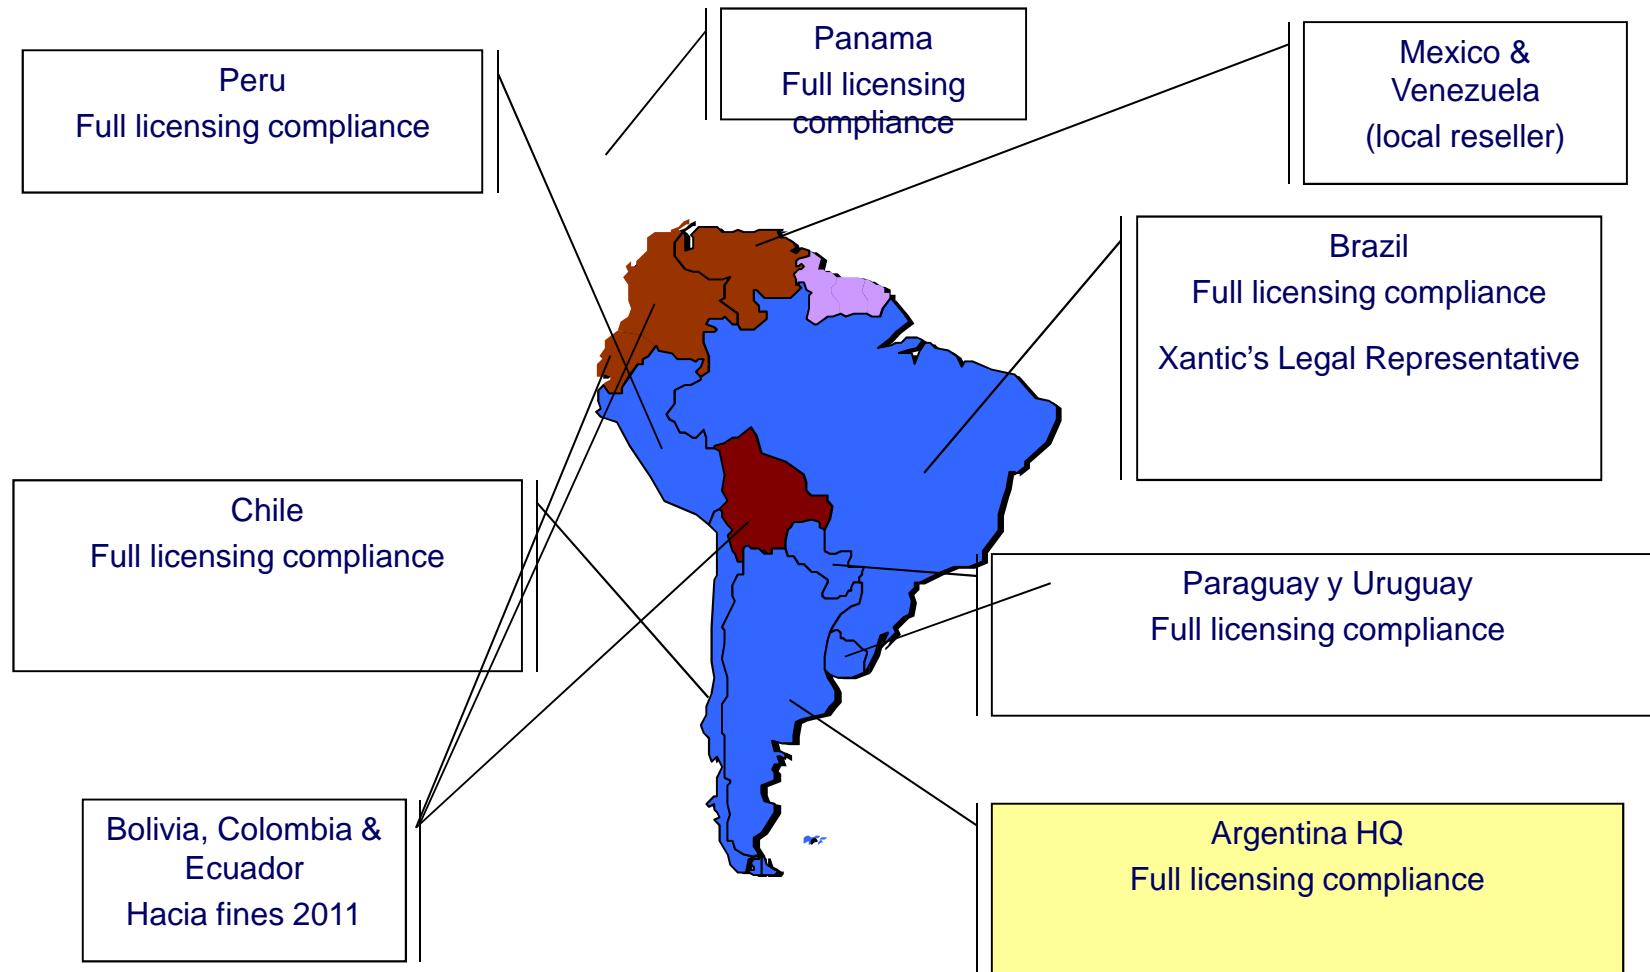 Panama
Full licensing
compliance
Mexico &
Venezuela
(local reseller)
Peru
Full licensing compliance
Brazil
Full licensing compliance
Xantic’s Legal Representative
Chile
Full licensing compliance
Paraguay y Uruguay
Full licensing compliance
Bolivia, Colombia &
Ecuador
Hacia fines 2011
Argentina HQ
Full licensing compliance